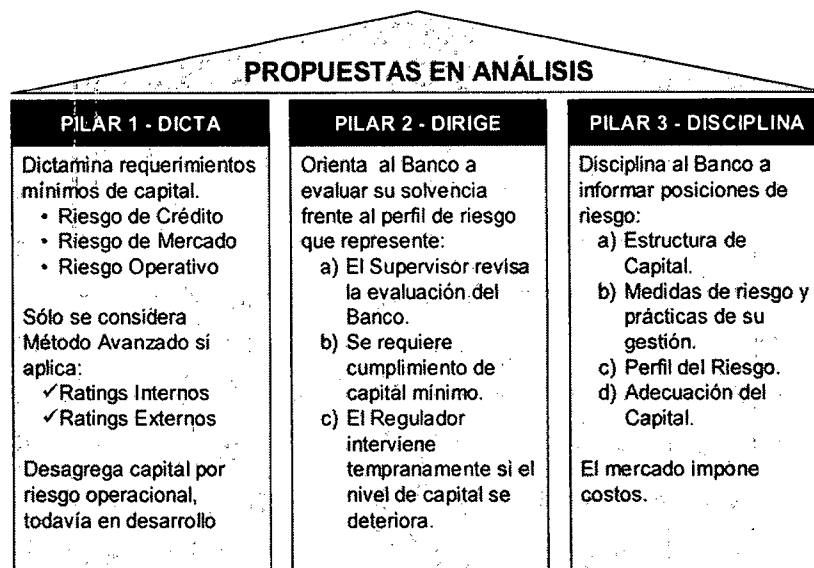 PROPUESTAS EN ANÁLISIS
PILAR 1 - DICTA
Dictamina requerimientos
mínimos de capital.
• Riesgo de Crédito
• Riesgo de Mercado
• Riesgo Operativo
Sólo se considera
Método Avanzado si
aplica:
✓Ratings Internos
✓Ratings Externos
Desagrega capital por
riesgo operacional,
todavía en desarrollo
PILAR 2 - DIRIGE
Orienta al Banco a
evaluar su solvencia
frente al perfil de riesgo
que represente:
a) El Supervisor revisa
la evaluación del
Banco.
b) Se requiere
cumplimiento de
capital mínimo.
c) El Regulador
interviene
tempranamente si el
nivel de capital se
deteriora.
PILAR 3 - DISCIPLINA
Disciplina al Banco a
informar posiciones de
riesgo:
a) Estructura de
Capital.
b) Medidas de riesgo y
prácticas de su
gestión.
c) Perfil del Riesgo.
d) Adecuación del
Capital.
El mercado impone
costos.